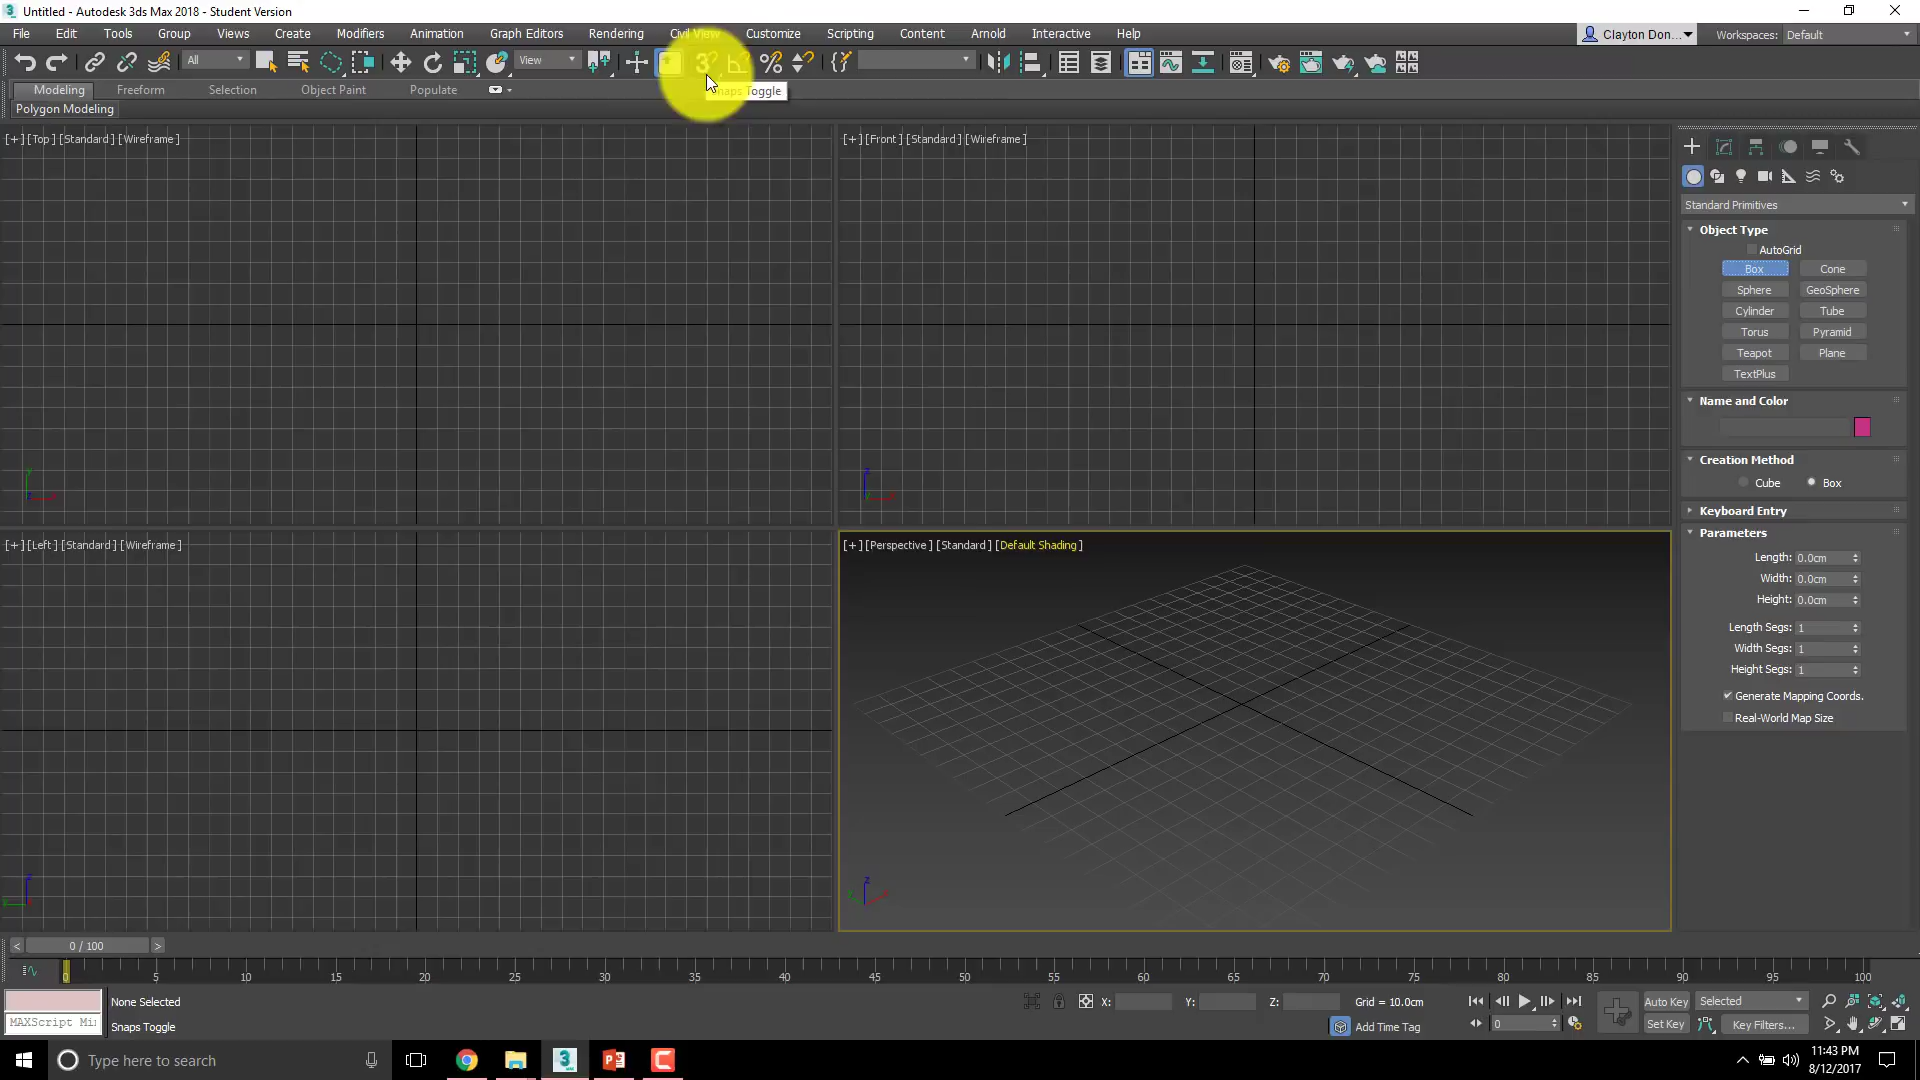 Untitled - Autodesk 3ds Max 2018 - Student Version
File Edit Tools Group Views Create Modifiers Animation Graph Editors Rendering Civil View Customize Scripting Content Arnold Interactive Help
Clayton Don... Workspaces: Default
All View
Modeling Freeform Selection Object Paint Populate
Snaps Toggle
Polygon Modeling
[+] [Top] [Standard] [Wireframe]
[+] [Front] [Standard] [Wireframe]
[+] [Left] [Standard] [Wireframe]
[+] [Perspective] [Standard] [Default Shading]
Standard Primitives
Object Type
AutoGrid
Box Cone
Sphere GeoSphere
Cylinder Tube
Torus Pyramid
Teapot Plane
TextPlus
Name and Color
Creation Method
Cube Box
Keyboard Entry
Parameters
Length: 0.0cm
Width: 0.0cm
Height: 0.0cm
Length Segs: 1
Width Segs: 1
Height Segs: 1
Generate Mapping Coords.
Real-World Map Size
< 0 / 100 >
0 5 10 15 20 25 30 35 40 45 50 55 60 65 70 75 80 85 90 95 100
None Selected X: Y: Z: Grid = 10.0cm Auto Key Selected
MAXScript Mi Snaps Toggle Add Time Tag 0 Set Key Key Filters...
Type here to search
11:43 PM
8/12/2017